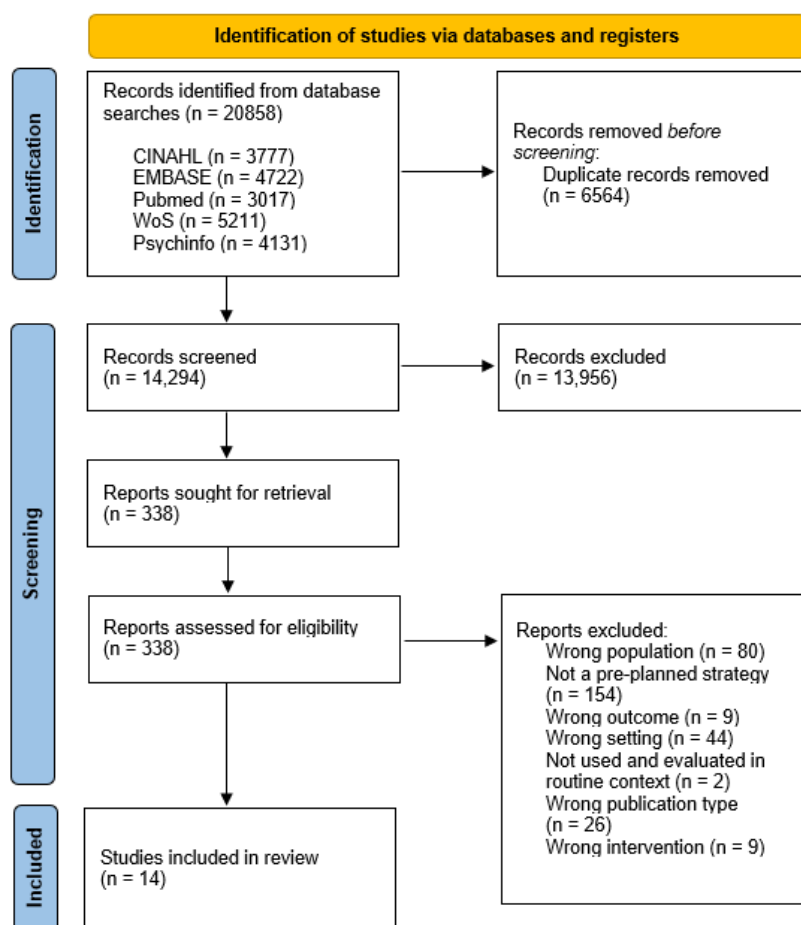 Identification of studies via databases and registers
Identification
Records identified from database
searches (n = 20858)
CINAHL (n = 3777)
EMBASE (n = 4722)
Pubmed (n = 3017)
WoS (n = 5211)
Psychinfo (n = 4131)
Records removed before
screening:
Duplicate records removed
(n = 6564)
Screening
Records screened
(n = 14,294)
Records excluded
(n = 13,956)
Reports sought for retrieval
(n = 338)
Reports assessed for eligibility
(n = 338)
Reports excluded:
Wrong population (n = 80)
Not a pre-planned strategy
(n = 154)
Wrong outcome (n = 9)
Wrong setting (n = 44)
Not used and evaluated in
routine context (n = 2)
Wrong publication type
(n = 26)
Wrong intervention (n = 9)
Included
Studies included in review
(n = 14)